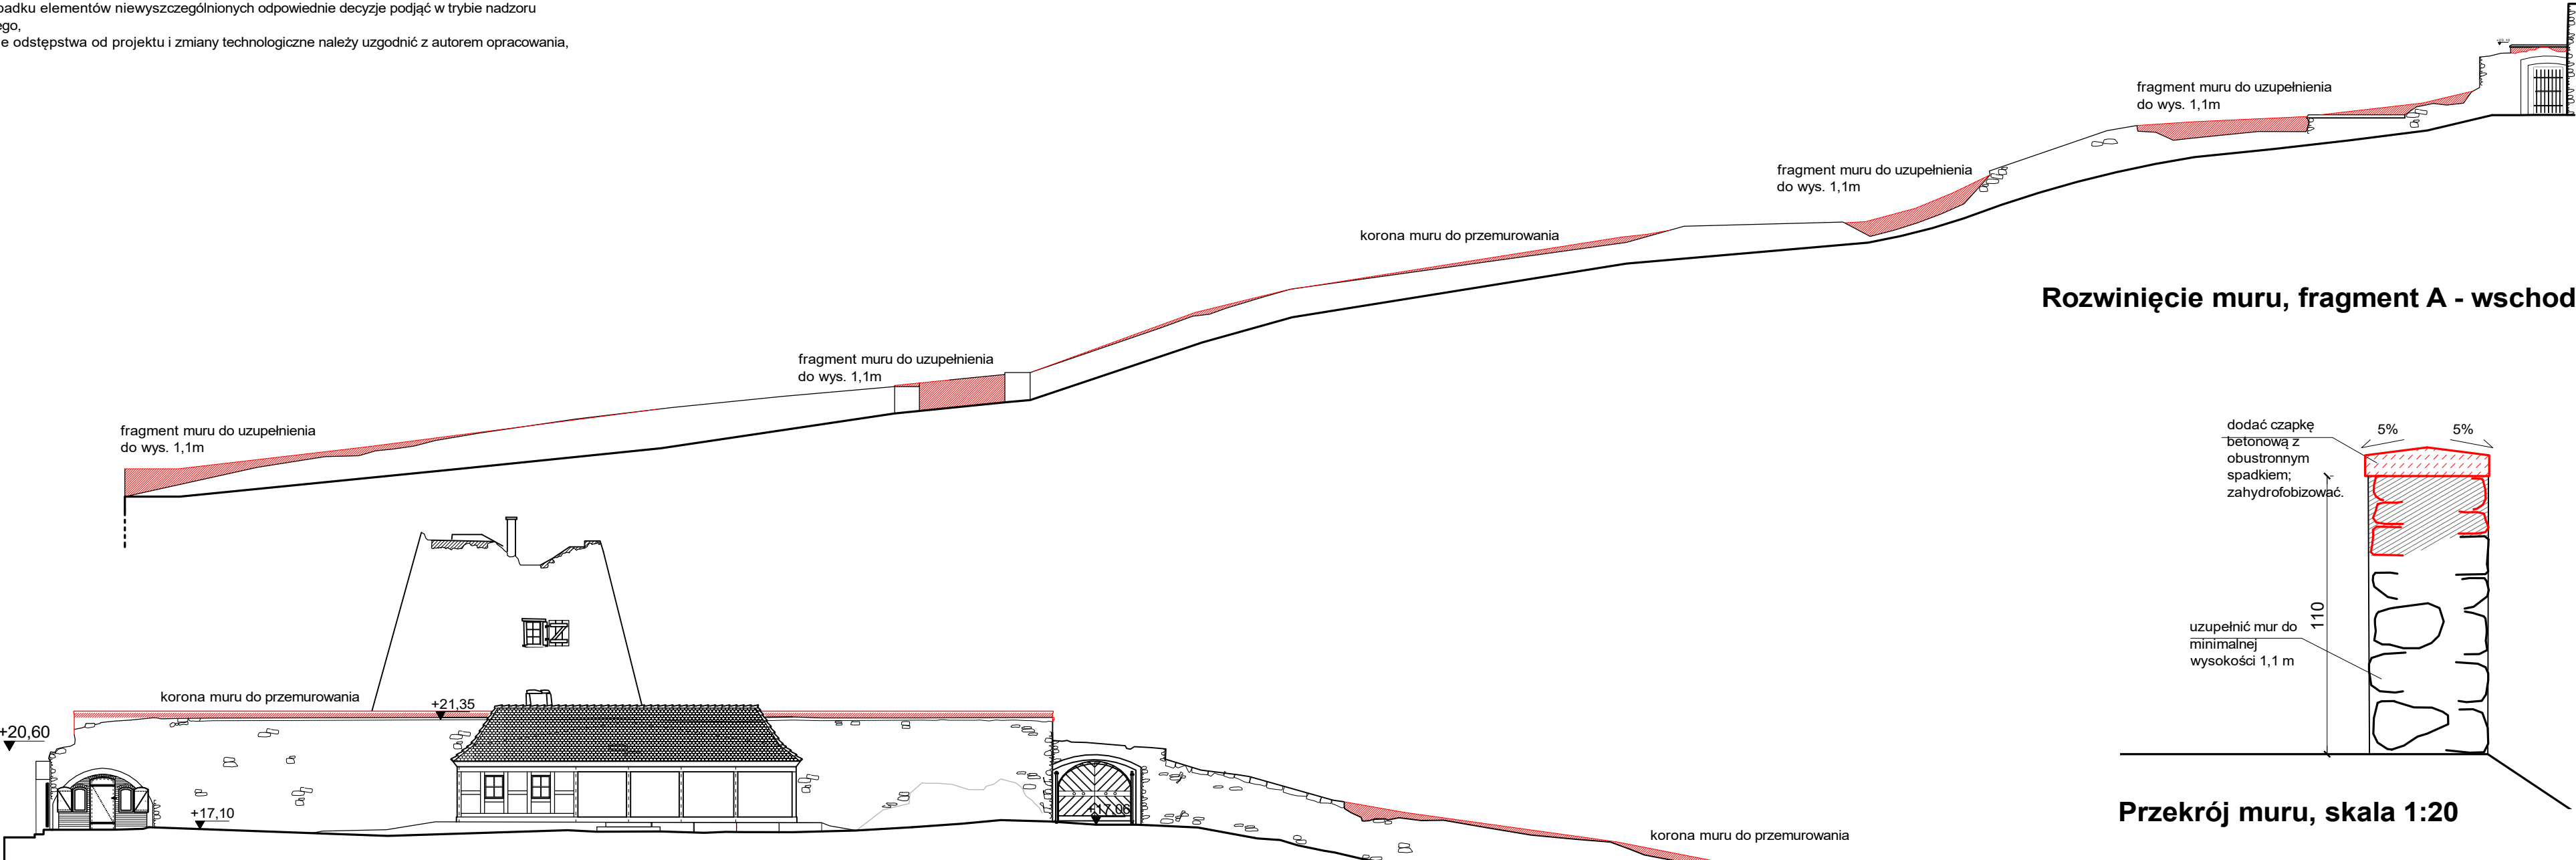 elementów niewyszczególnionych odpowiednie decyzje podjąć w trybie nadzoru
odstępstwa od projektu i zmiany technologiczne należy uzgodnić z autorem opracowania,
fragment muru do uzupełnienia
do wys. 1,1m
fragment muru do uzupełnienia
do wys. 1,1m
korona muru do przemurowania
Rozwinięcie muru, fragment A - wschod
fragment muru do uzupełnienia
do wys. 1,1m
fragment muru do uzupełnienia
do wys. 1,1m
dodać czapkę
betonową z
obustronnym
spadkiem;
zahydrofobizować.
5%
5%
110
uzupełnić mur do
minimalnej
wysokości 1,1 m
Przekrój muru, skala 1:20
korona muru do przemurowania
+21,35
+20,60
+17,10
+17,06
korona muru do przemurowania